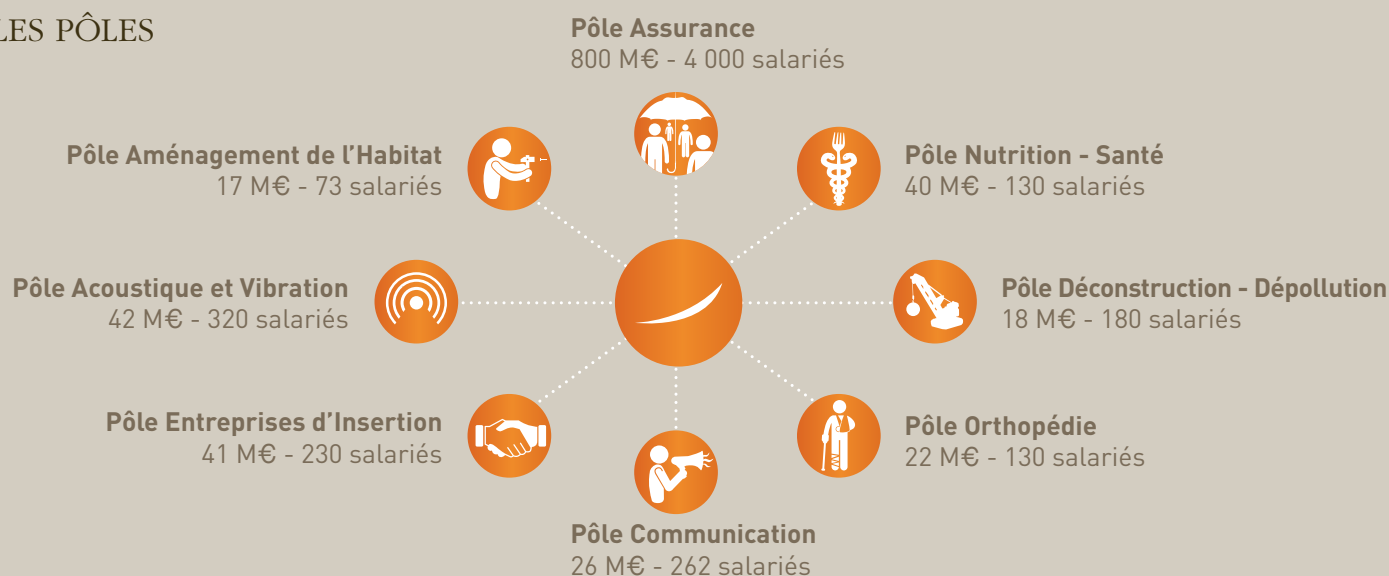 LES PÔLES
Pôle Assurance
800 M€ - 4 000 salariés
Pôle Aménagement de l’Habitat
17 M€ - 73 salariés
Pôle Nutrition - Santé
40 M€ - 130 salariés
Pôle Acoustique et Vibration
42 M€ - 320 salariés
Pôle Déconstruction - Dépollution
18 M€ - 180 salariés
Pôle Entreprises d’Insertion
41 M€ - 230 salariés
Pôle Orthopédie
22 M€ - 130 salariés
Pôle Communication
26 M€ - 262 salariés